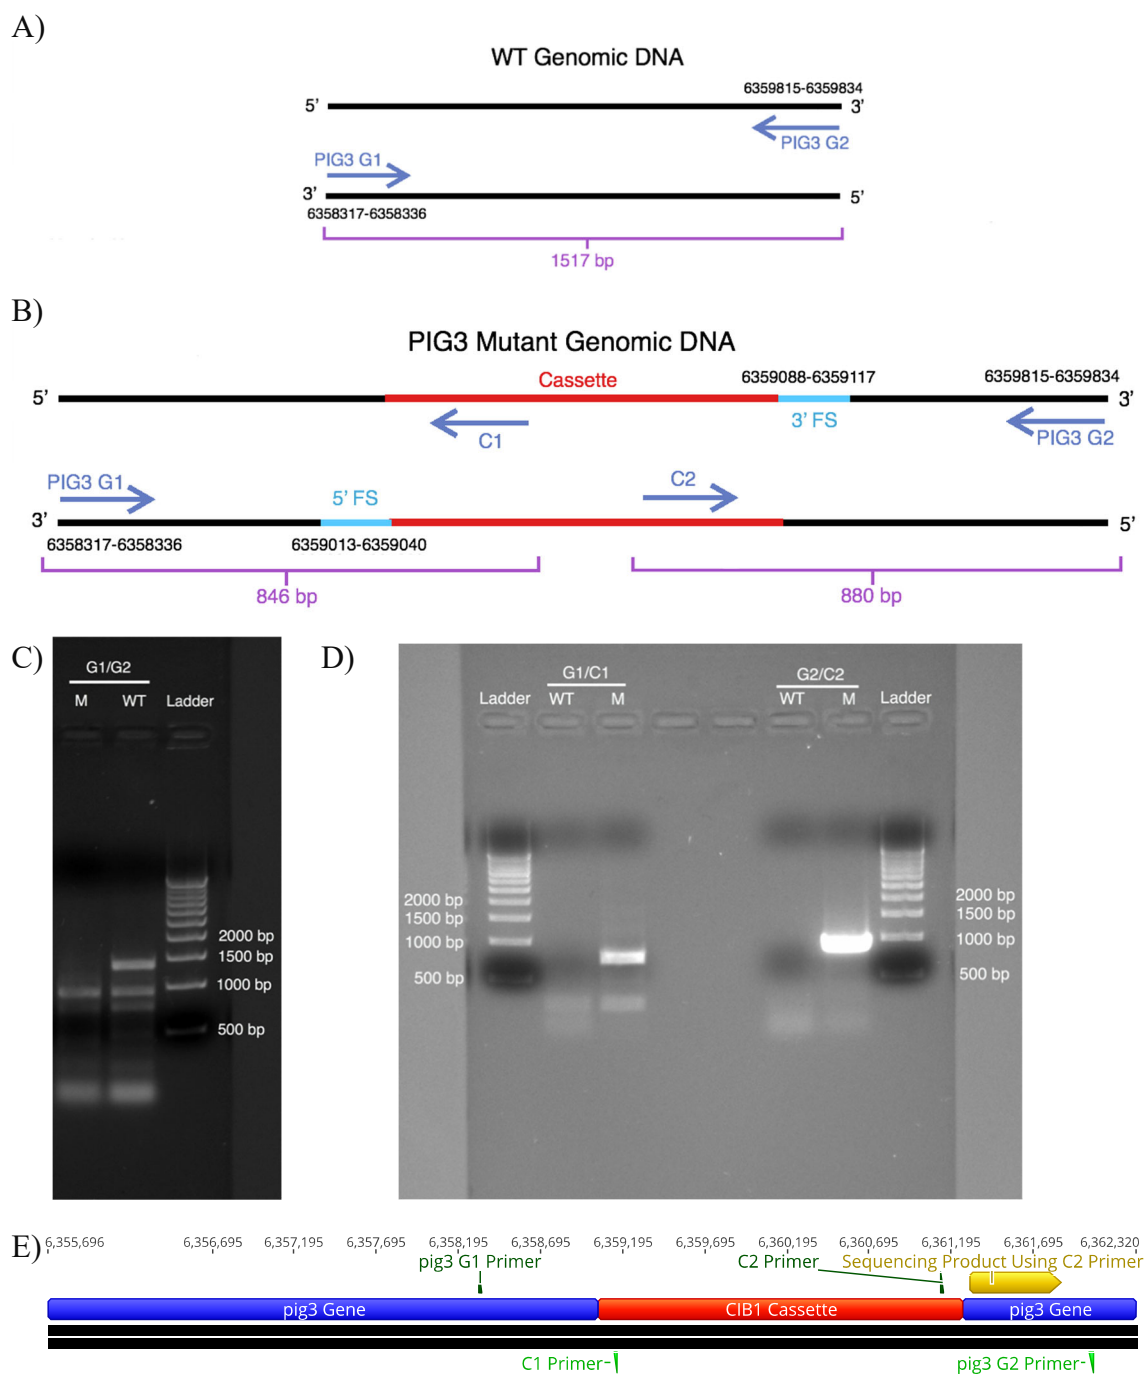 A)
WT Genomic DNA
6359815-6359834
5’
3’
PIG3 G2
PIG3 G1
3’
5’
6358317-6358336
1517 bp
B)
PIG3 Mutant Genomic DNA
Cassette
6359088-6359117
6359815-6359834
5’
3’
3’ FS
C1
PIG3 G2
PIG3 G1
5’ FS
C2
3’
5’
6358317-6358336
6359013-6359040
846 bp
880 bp
C)
G1/G2
M WT Ladder
2000 bp
1500 bp
1000 bp
500 bp
D)
G1/C1
G2/C2
Ladder WT M
WT M Ladder
2000 bp
1500 bp
1000 bp
500 bp
2000 bp
1500 bp
1000 bp
500 bp
E)
6,355,696 6,356,695 6,357,195 6,357,695 6,358,195 6,358,695 6,359,195 6,359,695 6,360,195 6,360,695 6,361,195 6,361,695 6,362,320
pig3 G1 Primer
C2 Primer
Sequencing Product Using C2 Primer
pig3 Gene
CIB1 Cassette
pig3 Gene
C1 Primer
pig3 G2 Primer